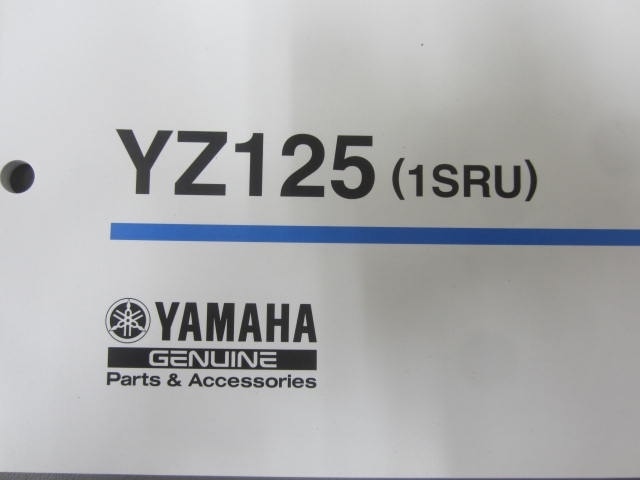 YZ125 (1SRU)
YAMAHA
GENUINE
Parts & Accessories